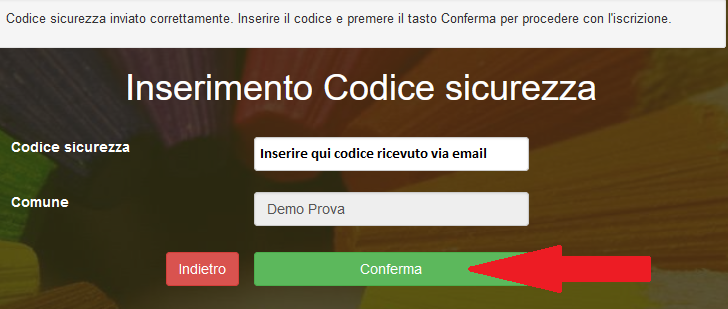 Codice sicurezza inviato correttamente. Inserire il codice e premere il tasto Conferma per procedere con l'iscrizione.
Inserimento Codice sicurezza
Codice sicurezza
Inserire qui codice ricevuto via email
Comune
Demo Prova
Indietro
Conferma